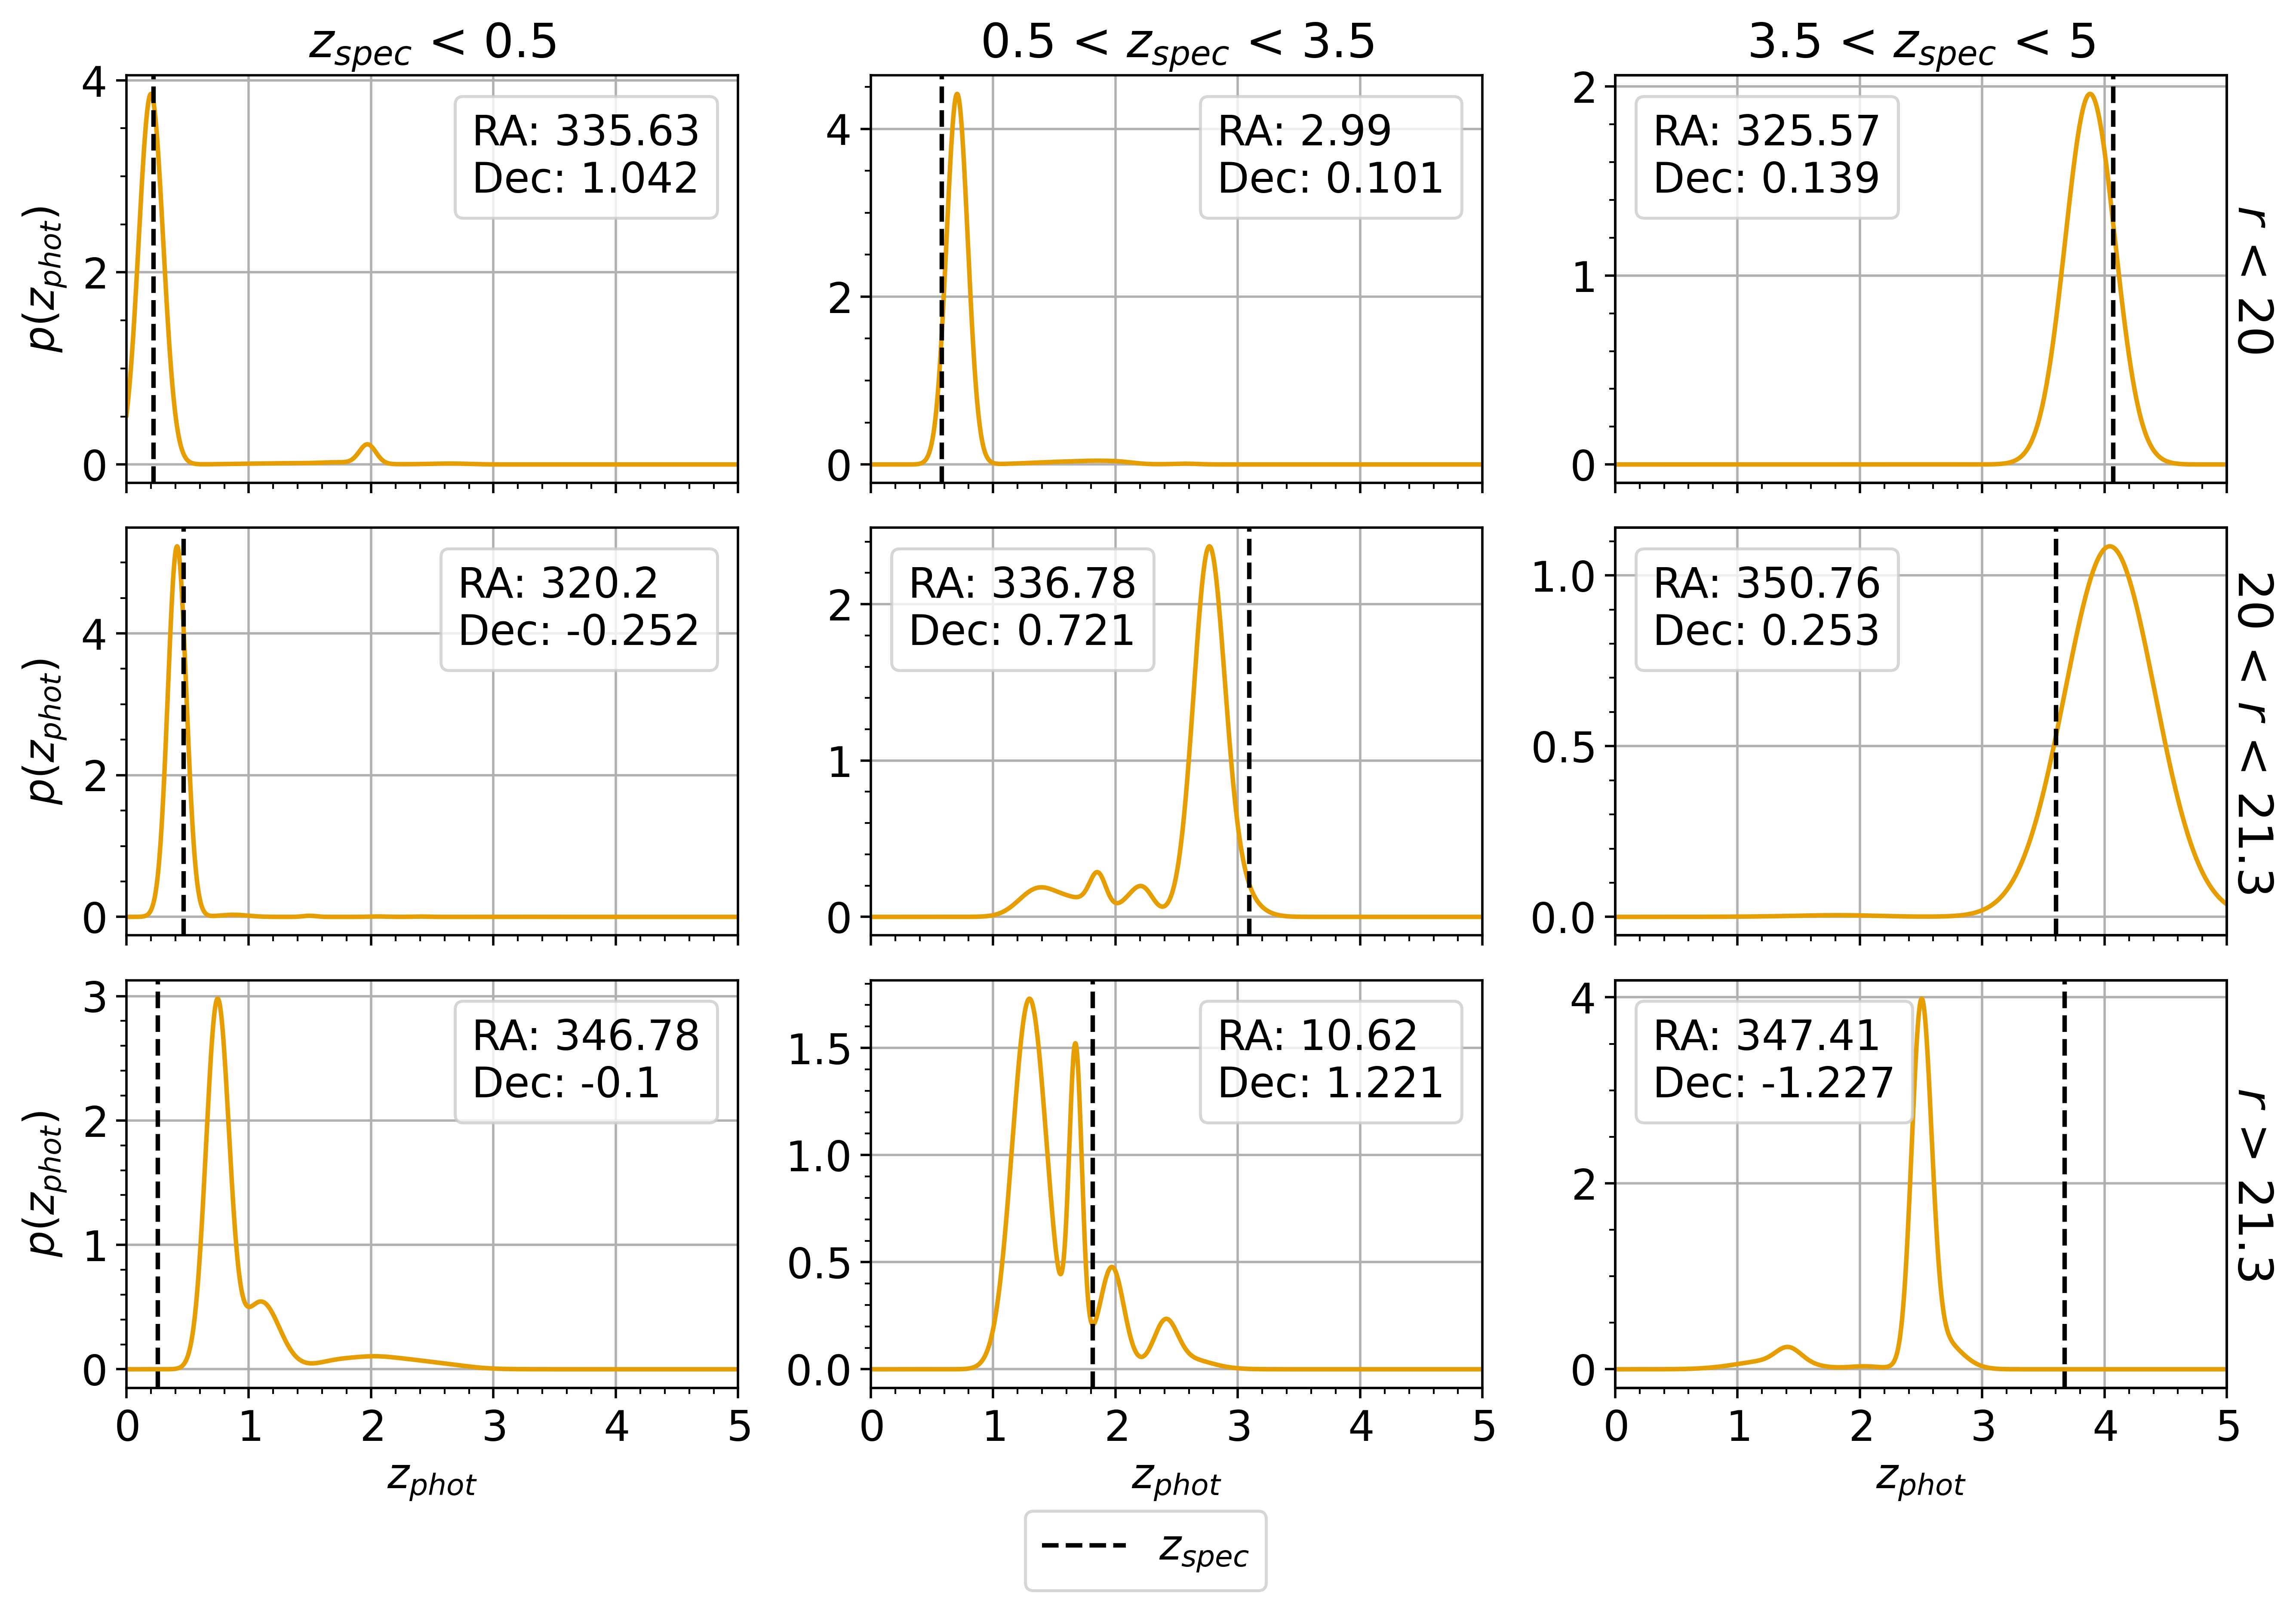 z_spec < 0.5
0.5 < z_spec < 3.5
3.5 < z_spec < 5
4
2
0
p(z_phot)
RA: 335.63
Dec: 1.042
4
2
0
RA: 2.99
Dec: 0.101
2
1
0
RA: 325.57
Dec: 0.139
r < 20
4
2
0
p(z_phot)
RA: 320.2
Dec: -0.252
2
1
0
RA: 336.78
Dec: 0.721
1.0
0.5
0.0
RA: 350.76
Dec: 0.253
20 < r < 21.3
3
2
1
0
p(z_phot)
RA: 346.78
Dec: -0.1
0 1 2 3 4 5
z_phot
1.5
1.0
0.5
0.0
RA: 10.62
Dec: 1.221
0 1 2 3 4 5
z_phot
4
2
0
RA: 347.41
Dec: -1.227
0 1 2 3 4 5
z_phot
r > 21.3
z_spec